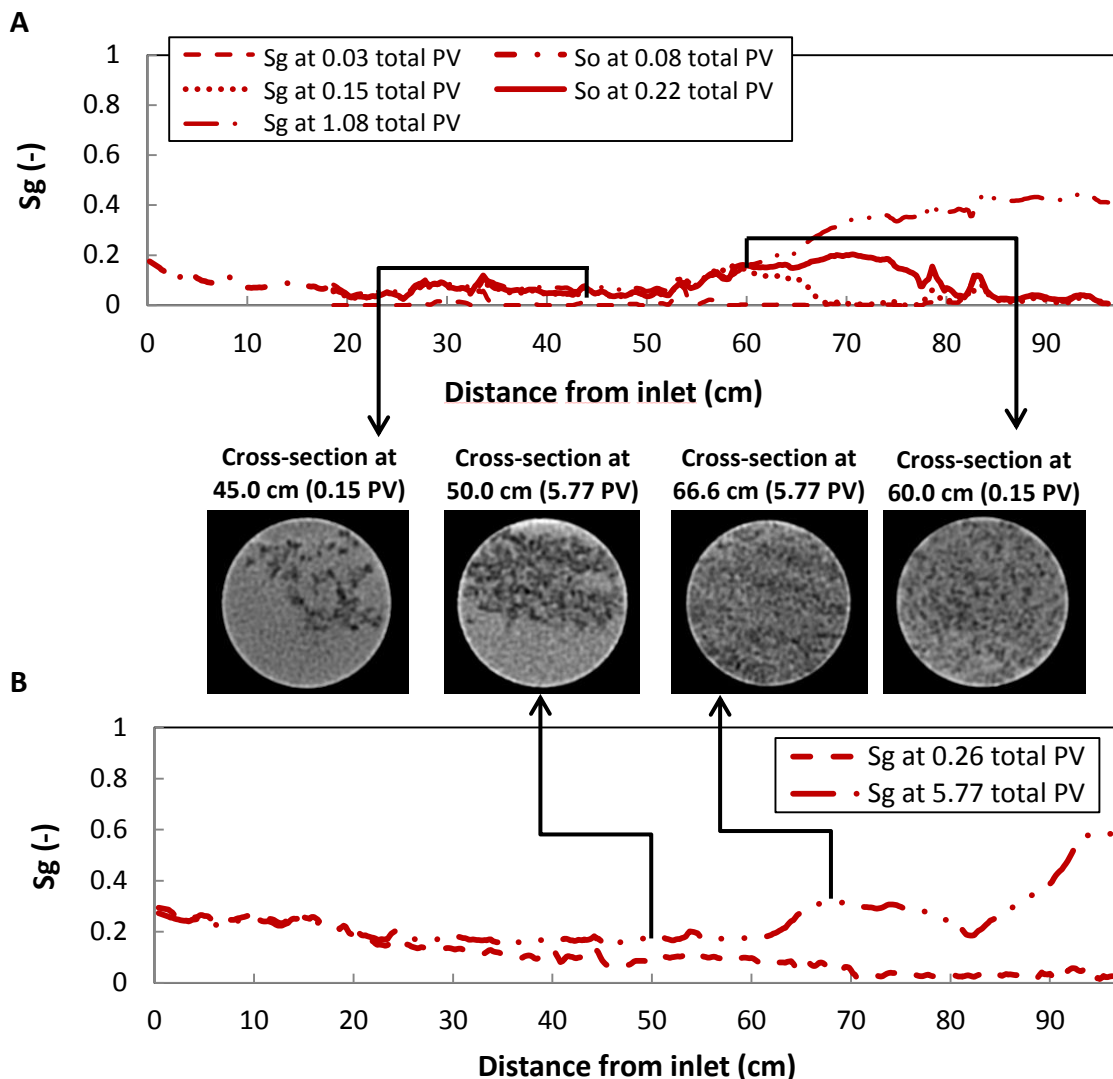 A
Sg at 0.03 total PV
So at 0.08 total PV
Sg at 0.15 total PV
So at 0.22 total PV
Sg at 1.08 total PV
1
0.8
0.6
0.4
0.2
0
Sg (-)
0 10 20 30 40 50 60 70 80 90
Distance from inlet (cm)
Cross-section at
45.0 cm (0.15 PV)
Cross-section at
50.0 cm (5.77 PV)
Cross-section at
66.6 cm (5.77 PV)
Cross-section at
60.0 cm (0.15 PV)
B
Sg at 0.26 total PV
Sg at 5.77 total PV
1
0.8
0.6
0.4
0.2
0
Sg (-)
0 10 20 30 40 50 60 70 80 90
Distance from inlet (cm)